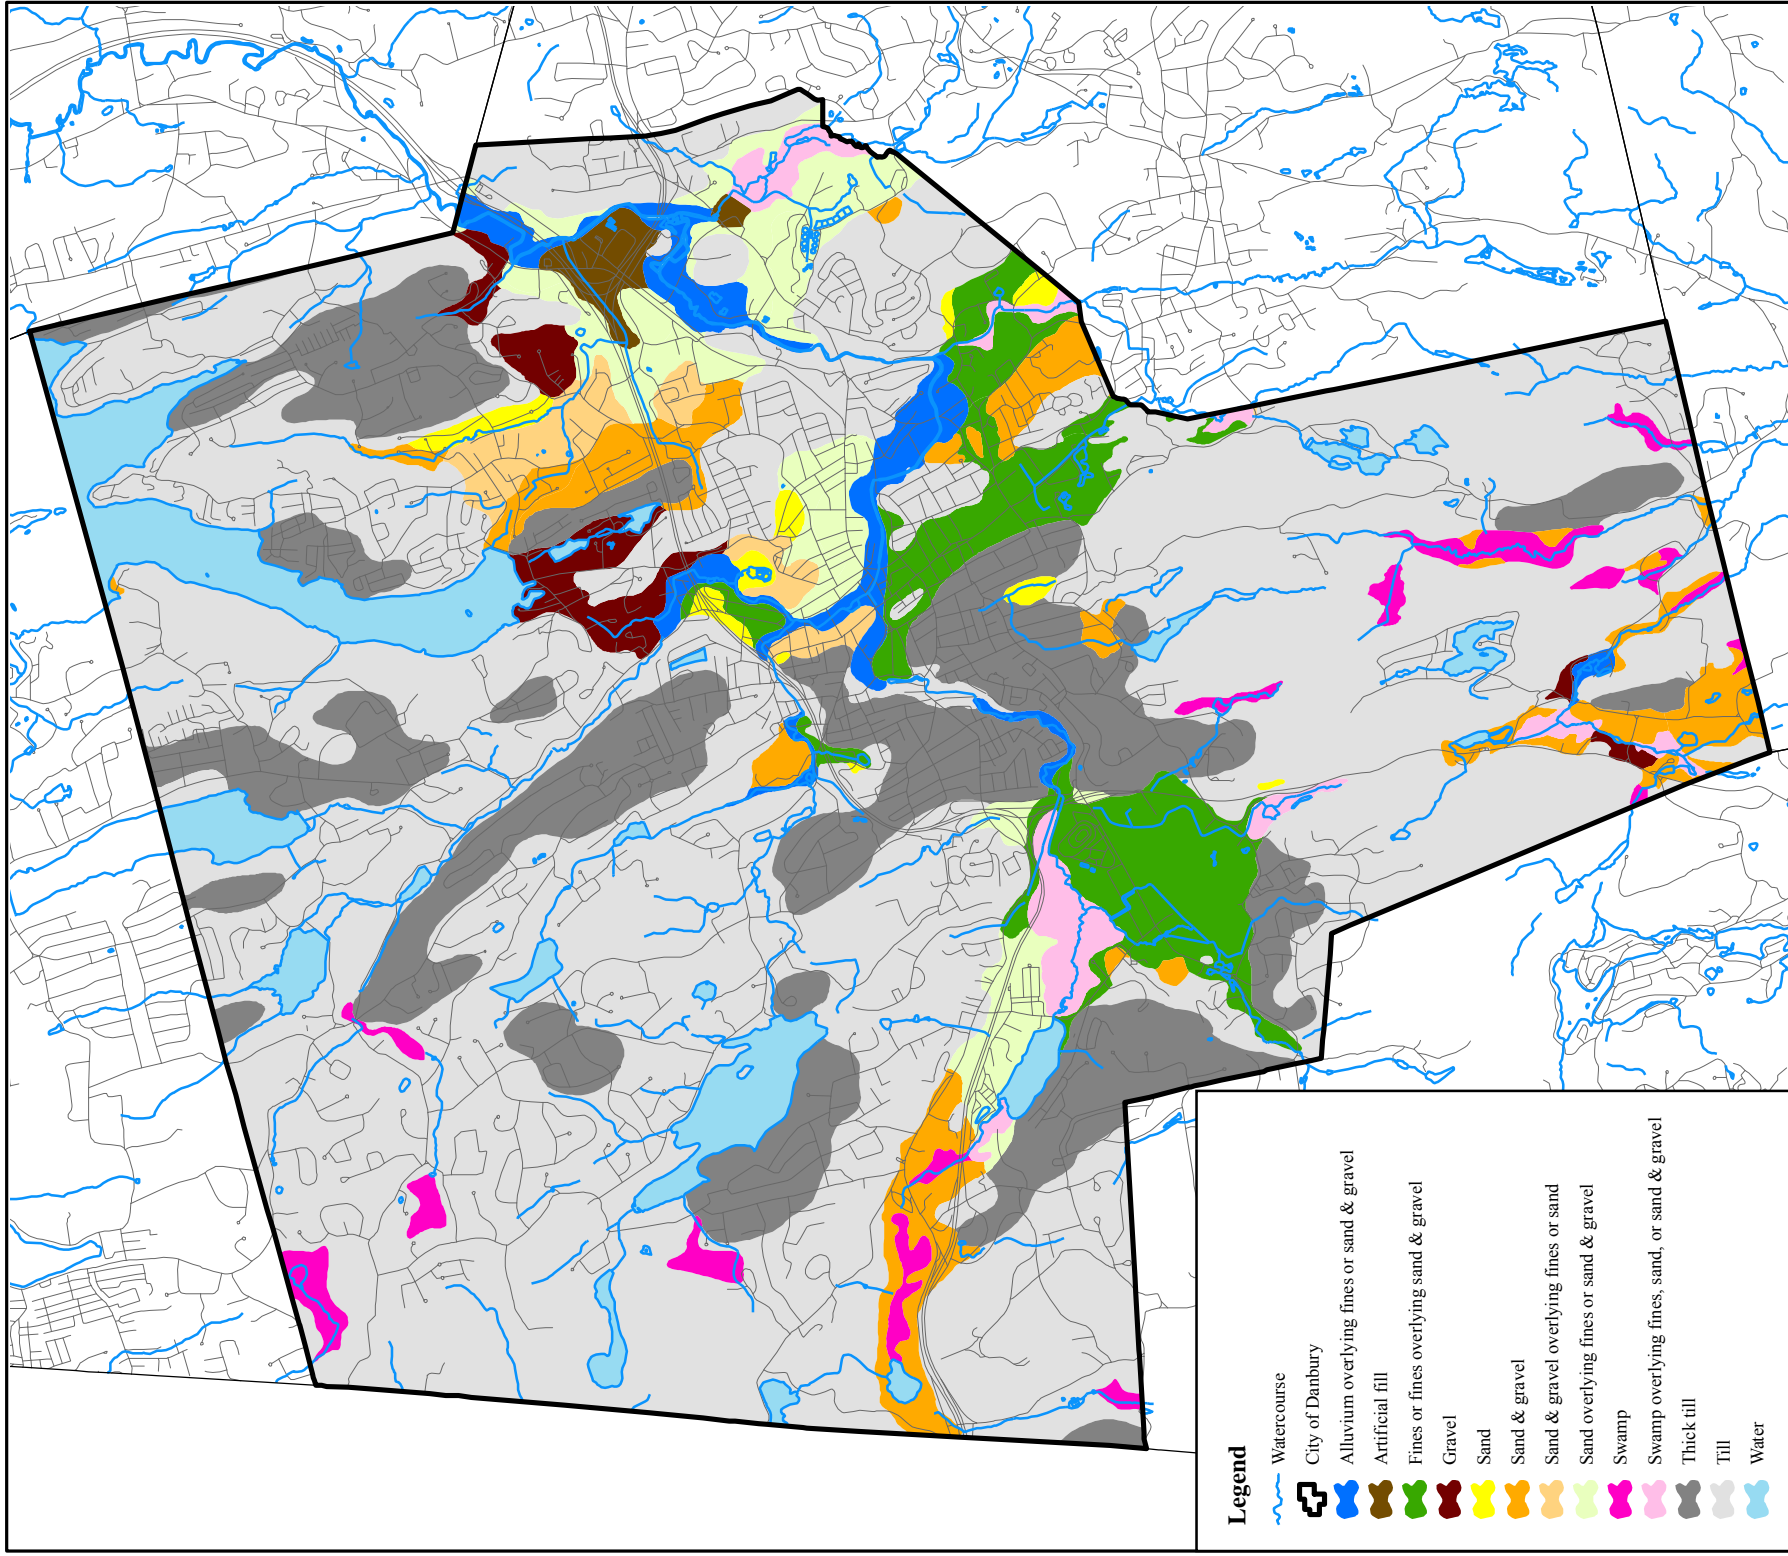 Legend
Watercourse
City of Danbury
Alluvium overlying fines or sand & gravel
Artificial fill
Fines or fines overlying sand & gravel
Gravel
Sand
Sand & gravel
Sand & gravel overlying fines or sand
Sand overlying fines or sand & gravel
Swamp
Swamp overlying fines, sand, or sand & gravel
Thick till
Till
Water